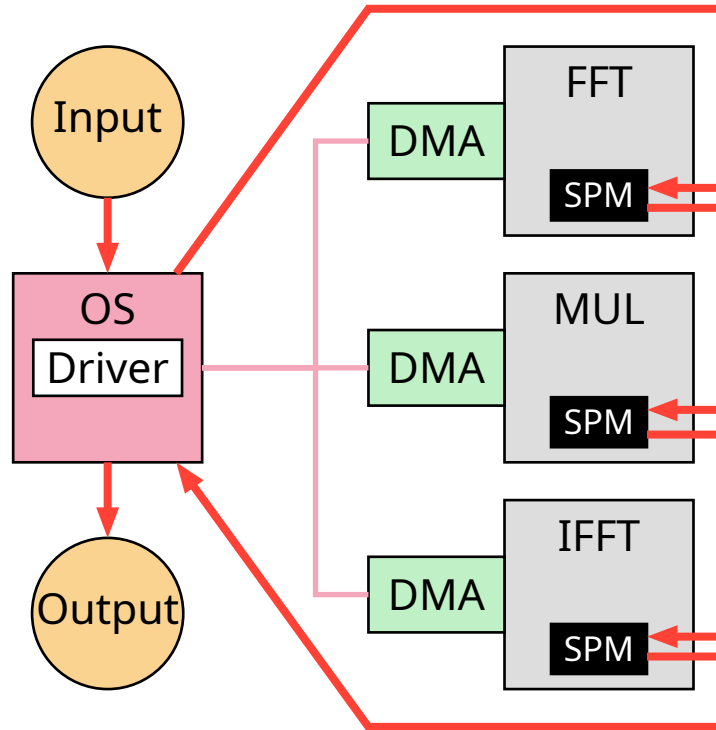 Input
OS
Driver
Output
DMA
FFT
SPM
DMA
MUL
SPM
DMA
IFFT
SPM